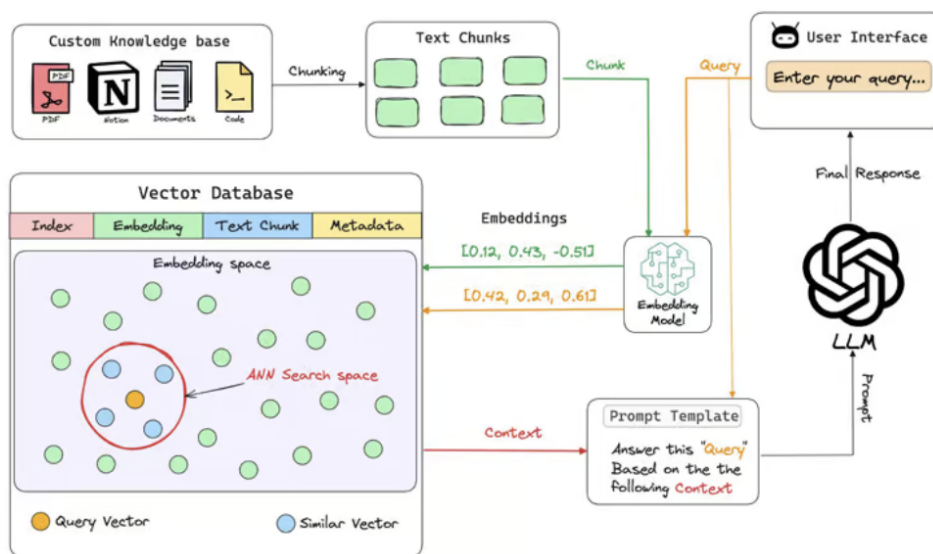 Custom Knowledge base
PDF
N
PDF
Notion
Documents
Code
Chunking
Text Chunks
Chunk
Query
User Interface
Enter your query...
Final Response
LLM
Prompt
Vector Database
Index
Embedding
Text Chunk
Metadata
Embedding space
ANN Search space
Query Vector
Similar Vector
Embeddings
[0.12, 0.43, -0.51]
[0.42, 0.29, 0.61]
Embedding
Model
Context
Prompt Template
Answer this "Query"
Based on the the
following Context